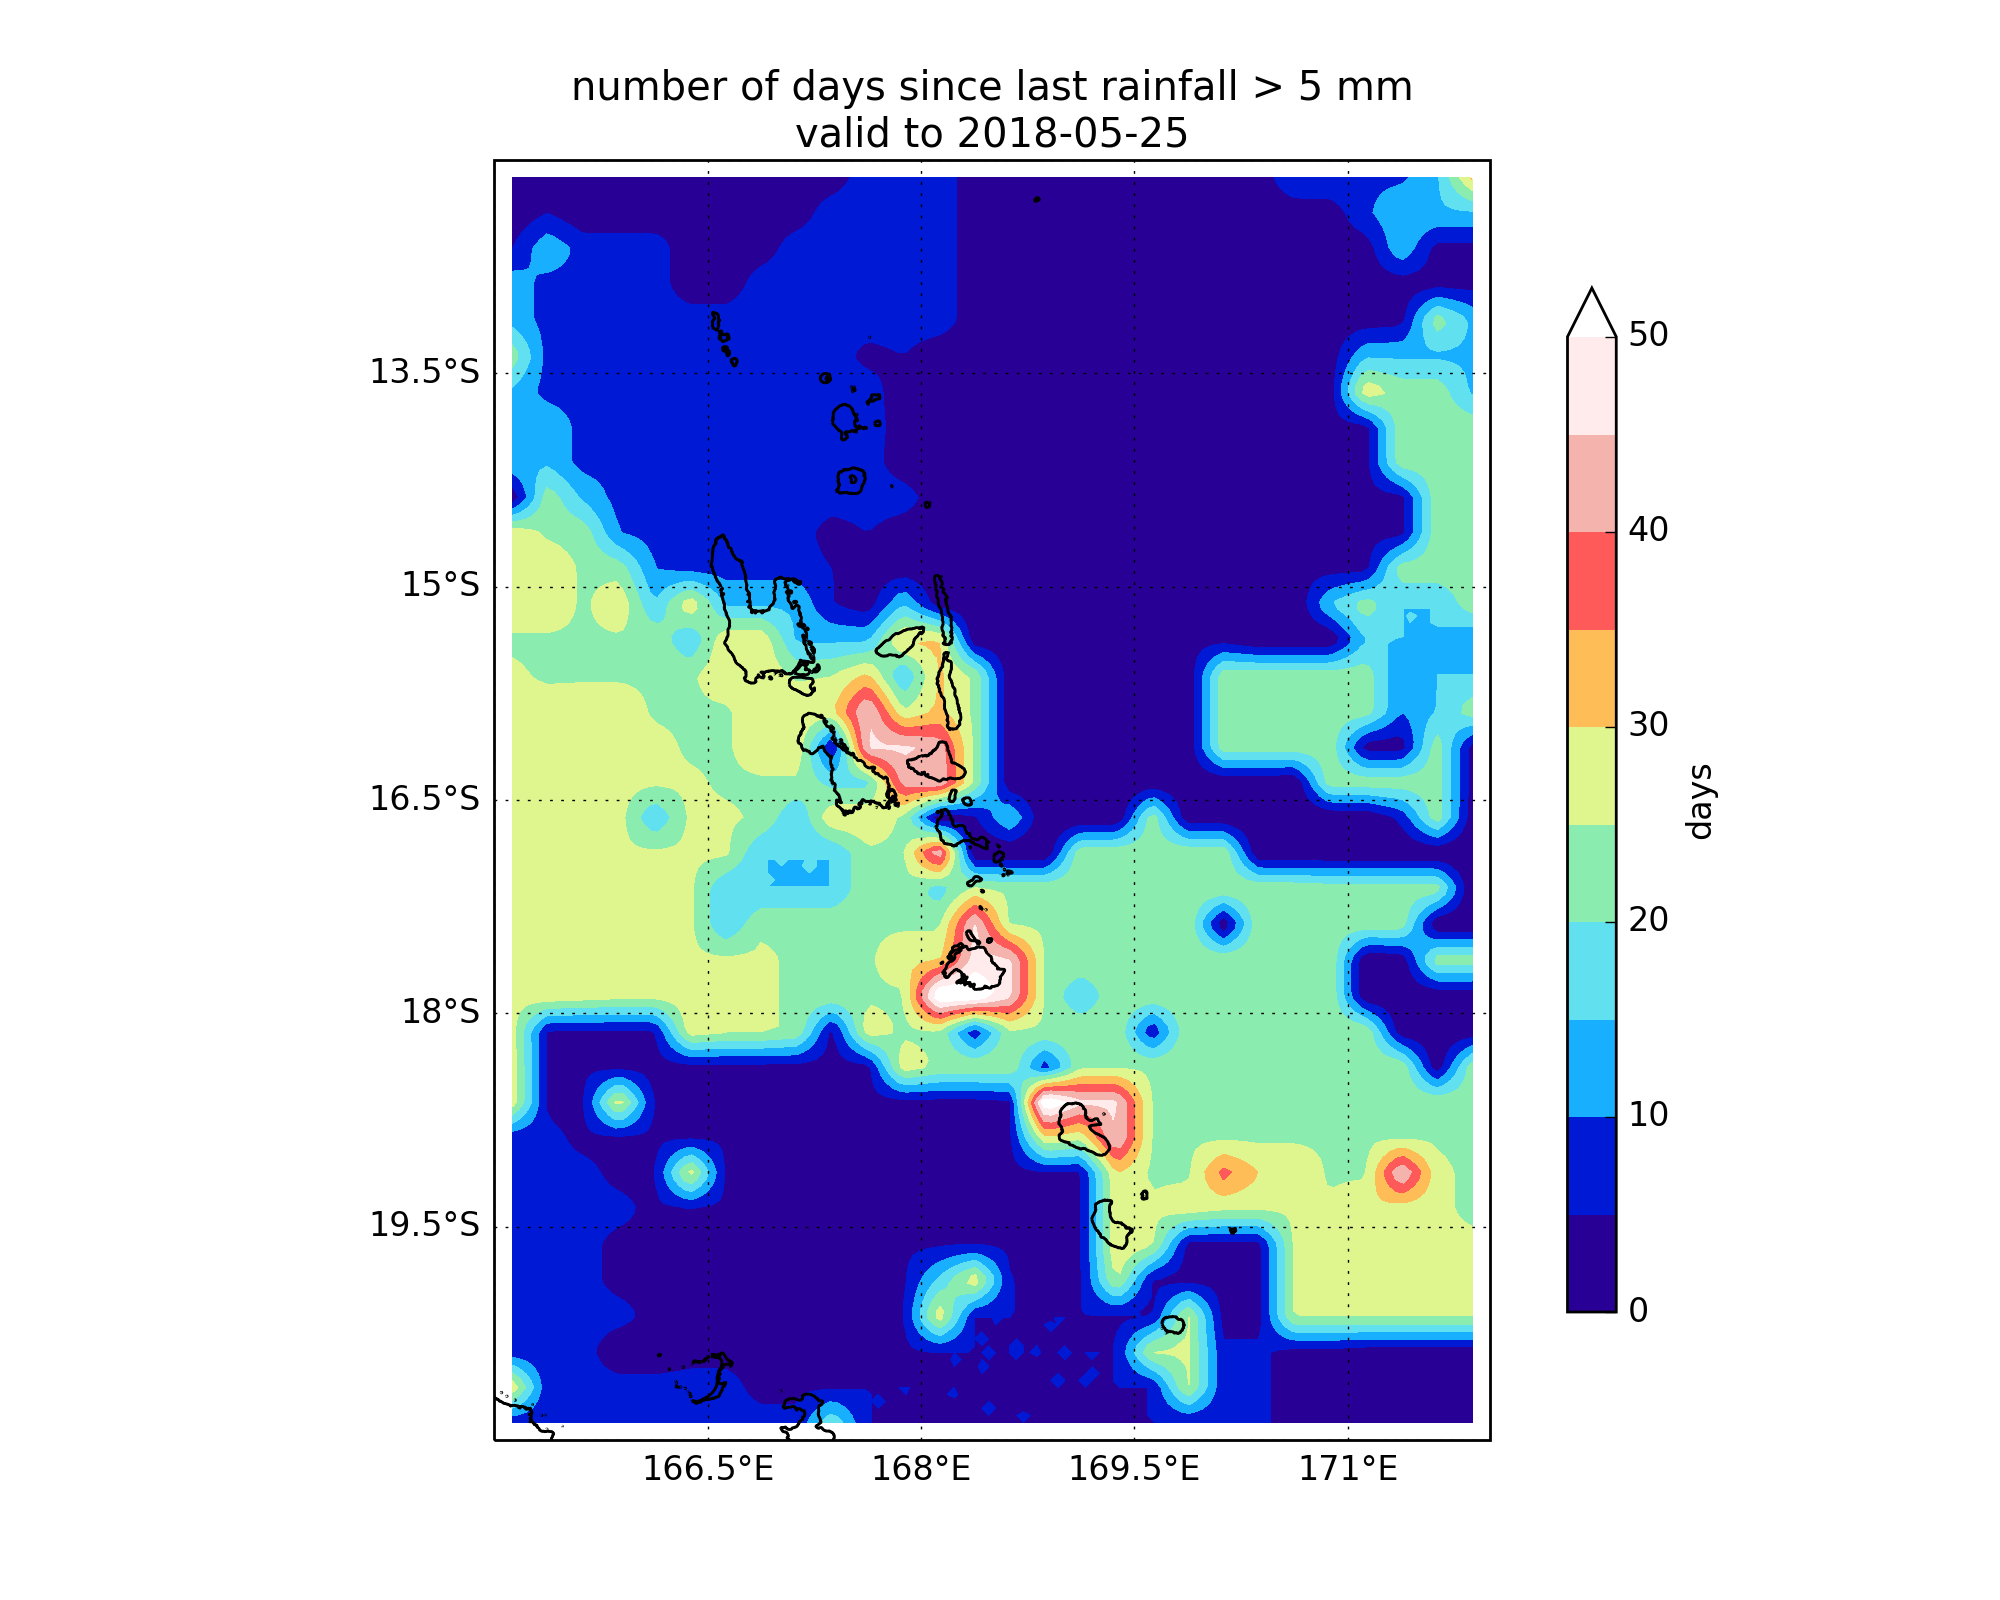 number of days since last rainfall > 5 mm
valid to 2018-05-25
13.5°S
15°S
16.5°S
18°S
19.5°S
166.5°E
168°E
169.5°E
171°E
50
40
30
20
10
0
days